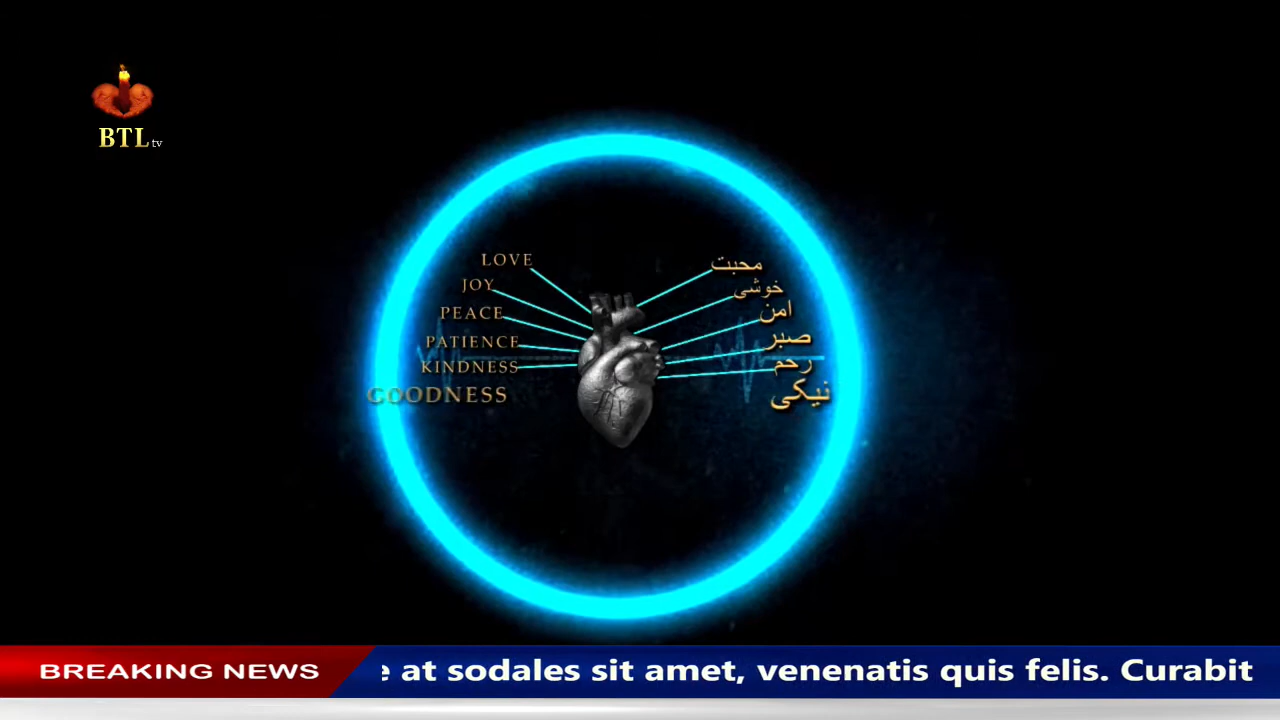 BTL tv
LOVE
محبت
JOY
خوشی
PEACE
امن
PATIENCE
صبر
KINDNESS
رحم
GOODNESS
نیکی
BREAKING NEWS
at sodales sit amet, venenatis quis felis. Curabit